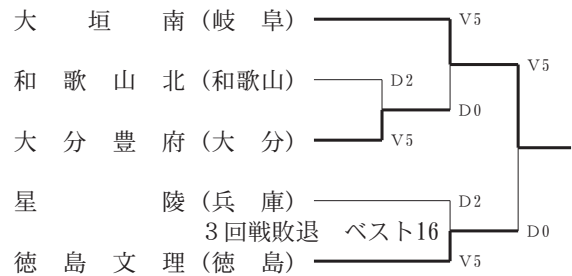 大垣南（岐阜） V5
V5
和歌山北（和歌山） D2
D0
大分豊府（大分） V5
星陵（兵庫） D2
３回戦敗退　ベスト16
D0
徳島文理（徳島） V5